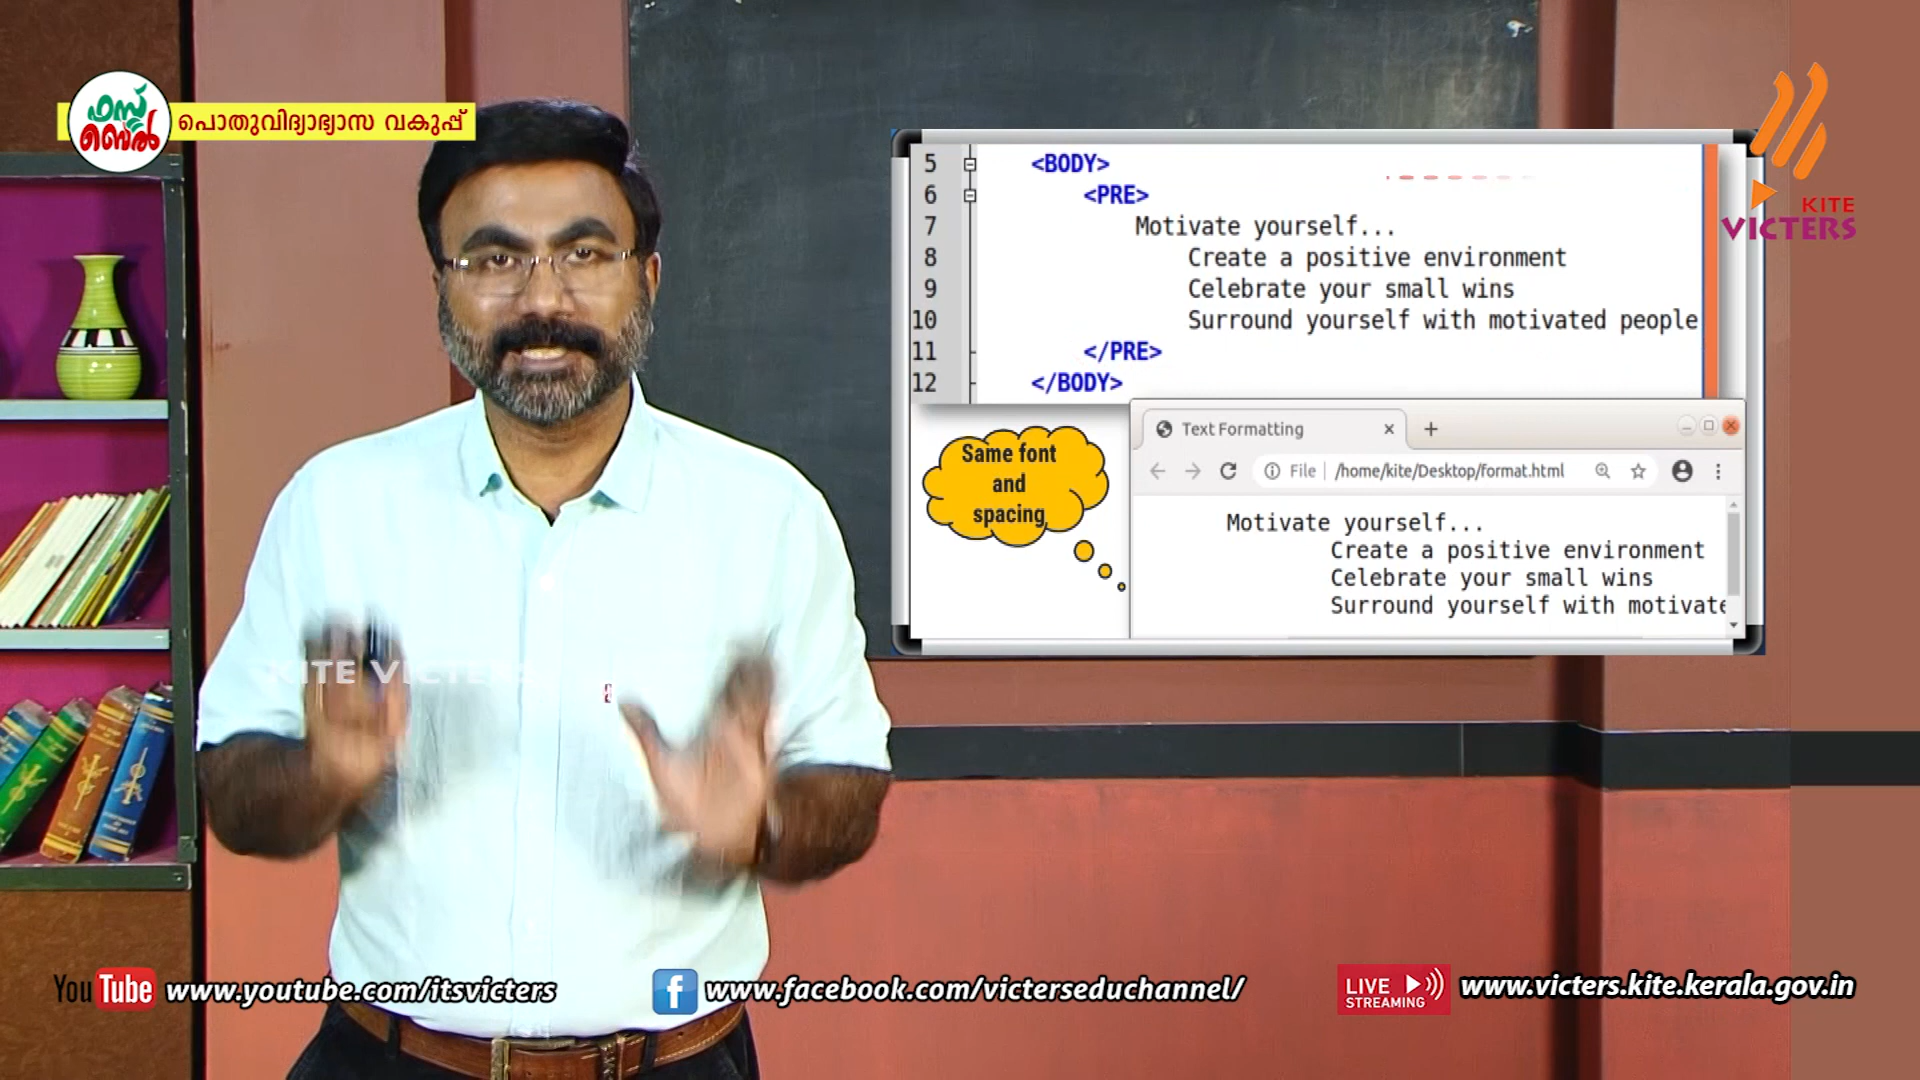 ഫസ്റ്റ്
ബെൽ
പൊതുവിദ്യാഭ്യാസ വകുപ്പ്
KITE
VICTERS
5 <BODY>
6 <PRE>
7 Motivate yourself...
8 Create a positive environment
9 Celebrate your small wins
10 Surround yourself with motivated people
11 </PRE>
12 </BODY>
Same font
and
spacing
Text Formatting
File /home/kite/Desktop/format.html
Motivate yourself...
Create a positive environment
Celebrate your small wins
Surround yourself with motivate
KITE VICTERS
YouTube www.youtube.com/itsvicters
f www.facebook.com/victerseduchannel/
LIVE
STREAMING
www.victers.kite.kerala.gov.in